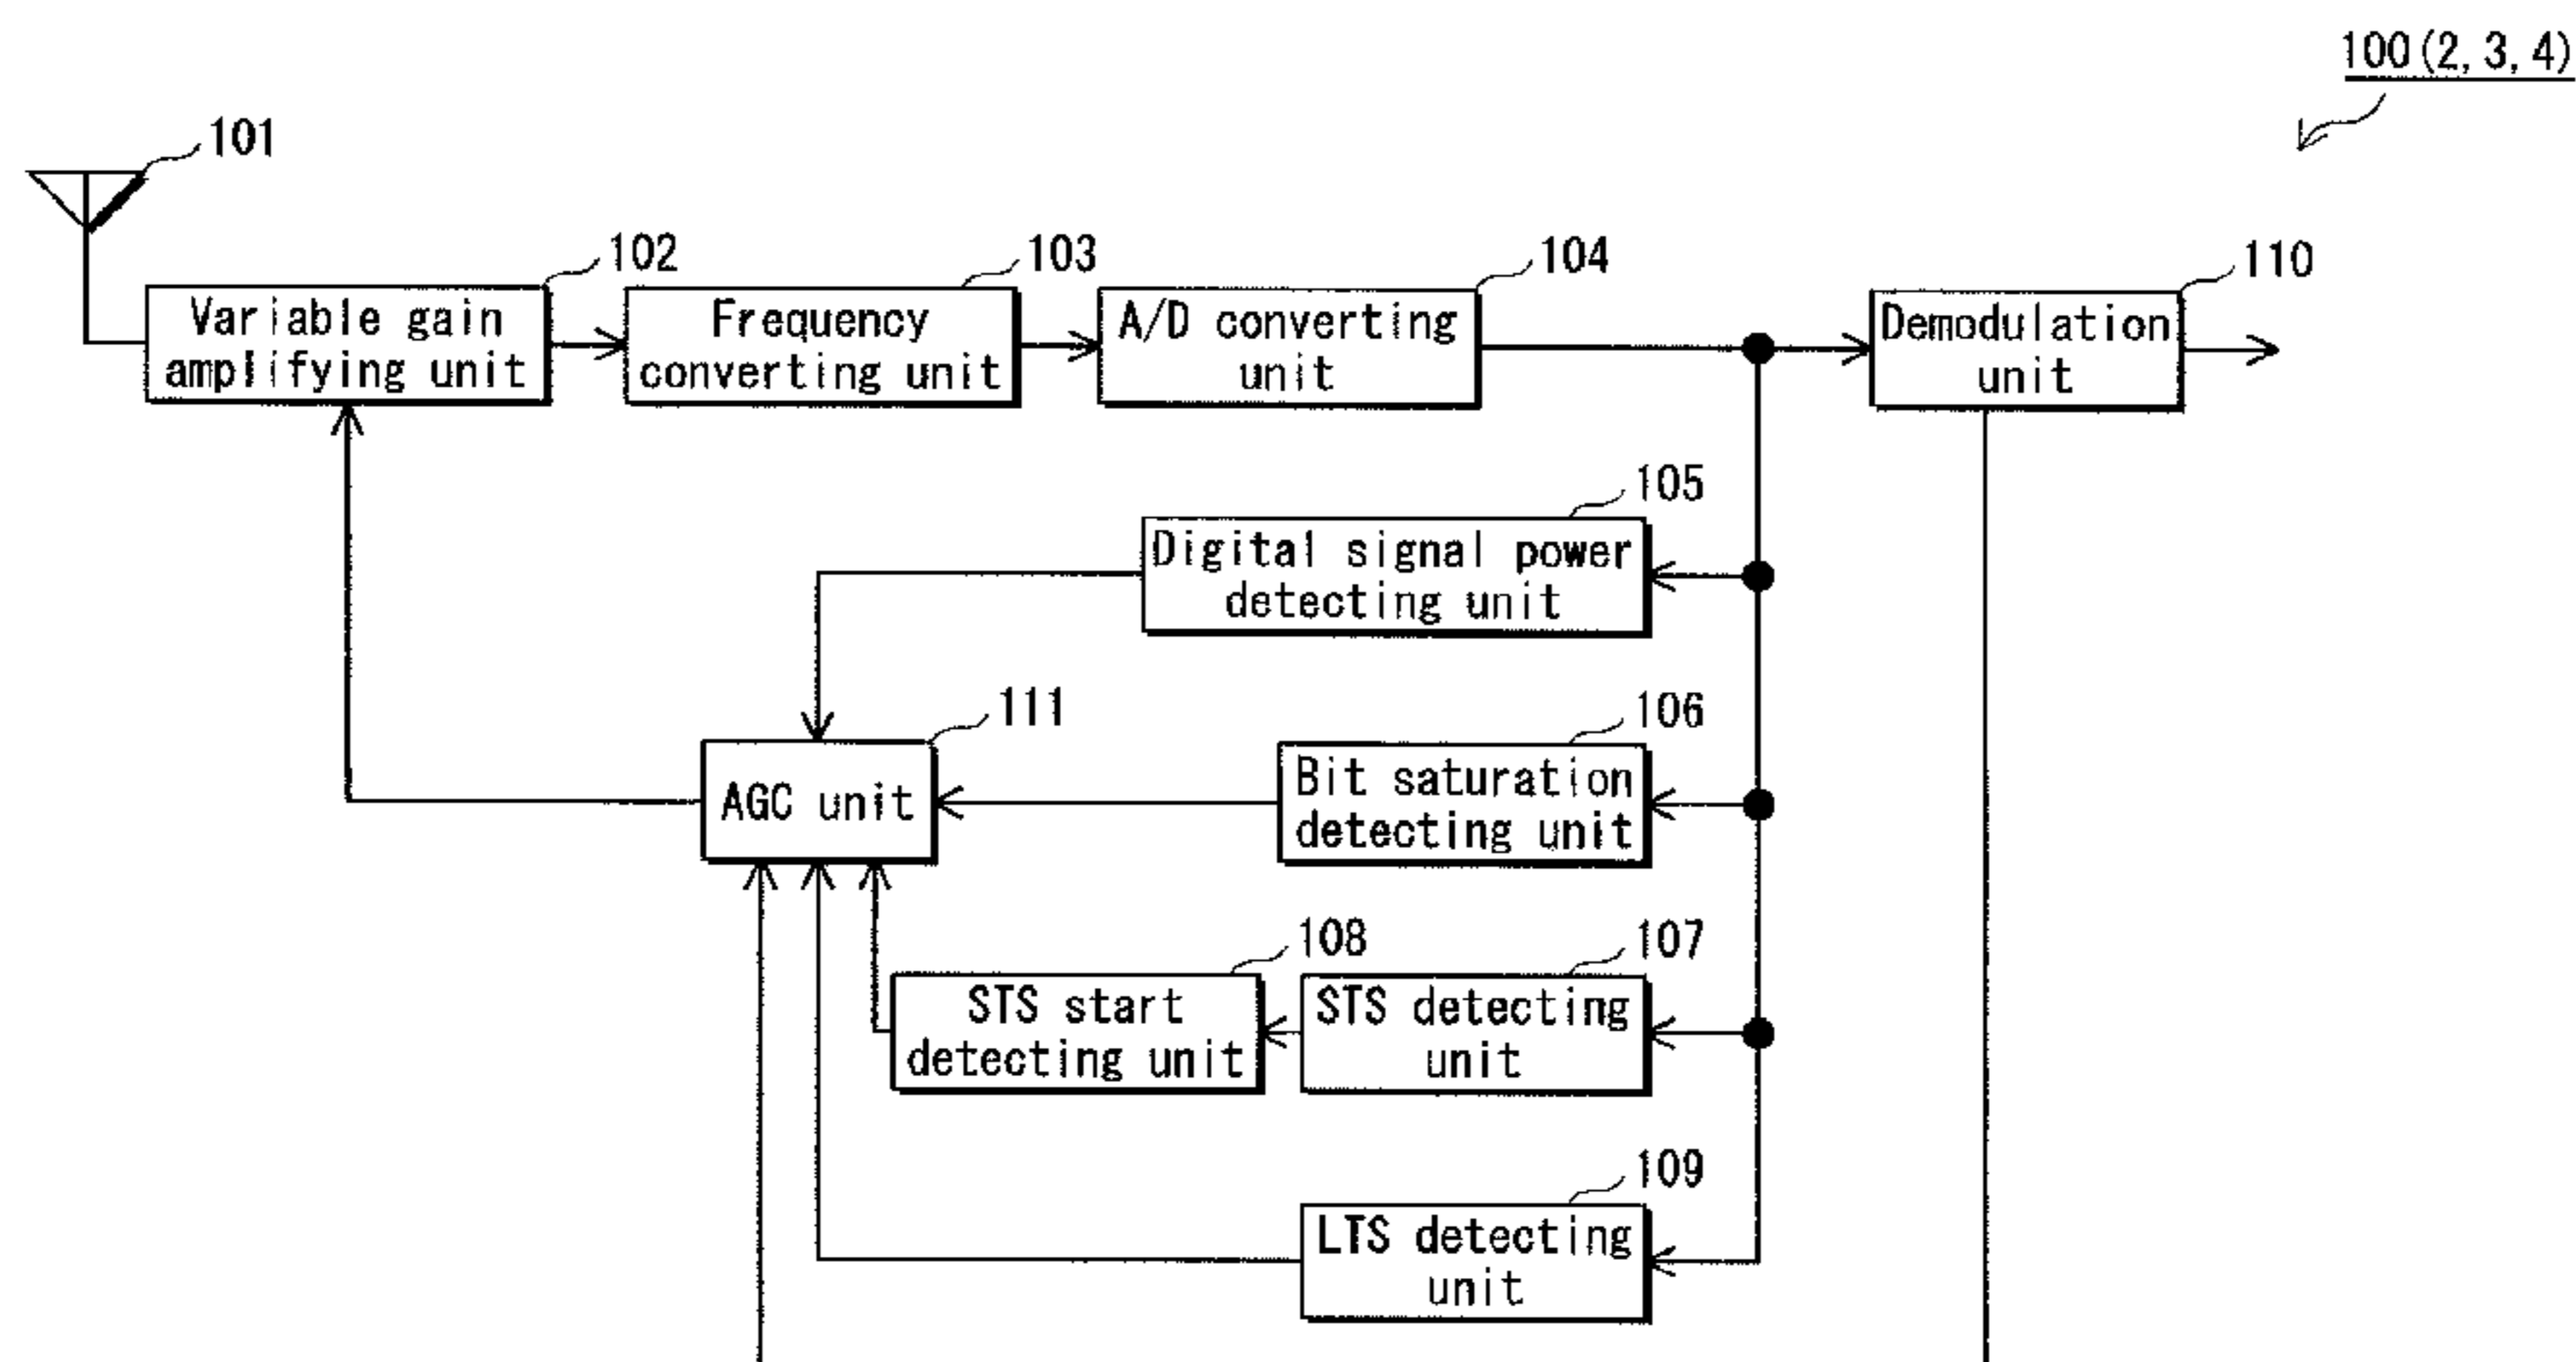 100(2,3,4)
101
102
Variable gain
amplifying unit
103
Frequency
converting unit
104
A/D converting
unit
110
Demodulation
unit
105
Digital signal power
detecting unit
111
AGC unit
106
Bit saturation
detecting unit
108
STS start
detecting unit
107
STS detecting
unit
109
LTS detecting
unit